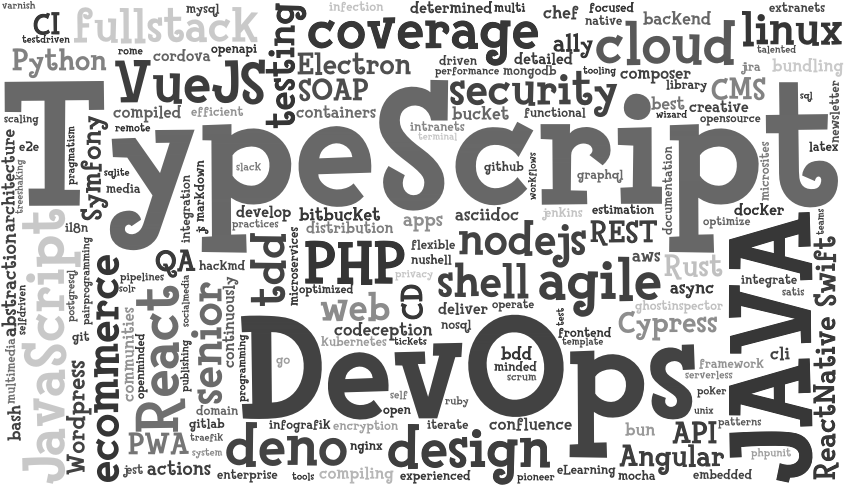 varnish
mysql
infection
determined
multi
chef
focused
extranets
CI
fullstack
coverage
native
backend
linux
testdriven
rome
openapi
testing
ally
cloud
talented
Python
cordova
Electron
driven
detailed
VueJS
SOAP
performance
mongodb
tooling
composer
jra
bundling
security
library
CMS
sql
newsletter
compiled
efficient
containers
bucket
functional
best
creative
wizard
opensource
scaling
remote
intranets
terminal
latex
TypeScript
e2e
treeshaking
pragmatism
Symfony
sqlite
media
architecture
abstraction
integration
markdown
js
slack
github
workflows
graphql
documentation
microsites
JavaScript
develop
practices
bitbucket
distribution
apps
asciidoc
jenkins
estimation
optimize
docker
teams
il8n
tdd
microservices
PHP
flexible
nushell
nodejs
REST
aws
Rust
JAVA
Swift
ReactNative
QA
hackmd
optimized
privacy
shell
agile
async
integrate
satis
postgresql
pairprogramming
ecommerce
pipelines
solr
React
socialmedia
senior
continuously
web
CD
deliver
operate
ghostinspector
selfdriven
multimedia
git
communities
openminded
publishing
programming
codeception
nosql
test
frontend
template
Cypress
kubernetes
tickets
DevOps
go
bdd
minded
scrum
framework
serverless
cli
bash
Wordpress
self
open
ruby
poker
unix
domain
gitlab
infografik
encryption
iterate
confluence
bun
API
patterns
PWA
traefik
system
deno
nginx
design
Angular
phpunit
jest
actions
enterprise
tools
compiling
experienced
pioneer
eLearning
mocha
embedded